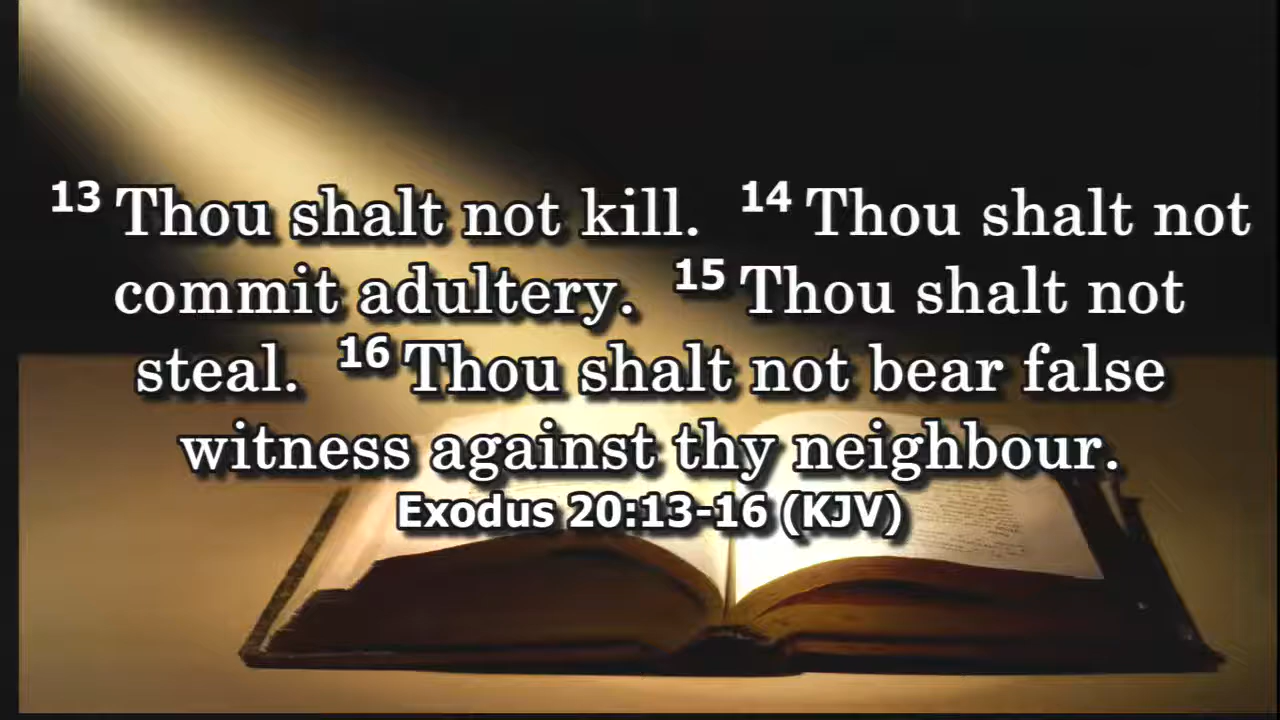 13 Thou shalt not kill. 14 Thou shalt not
commit adultery. 15 Thou shalt not
steal. 16 Thou shalt not bear false
witness against thy neighbour.
Exodus 20:13-16 (KJV)